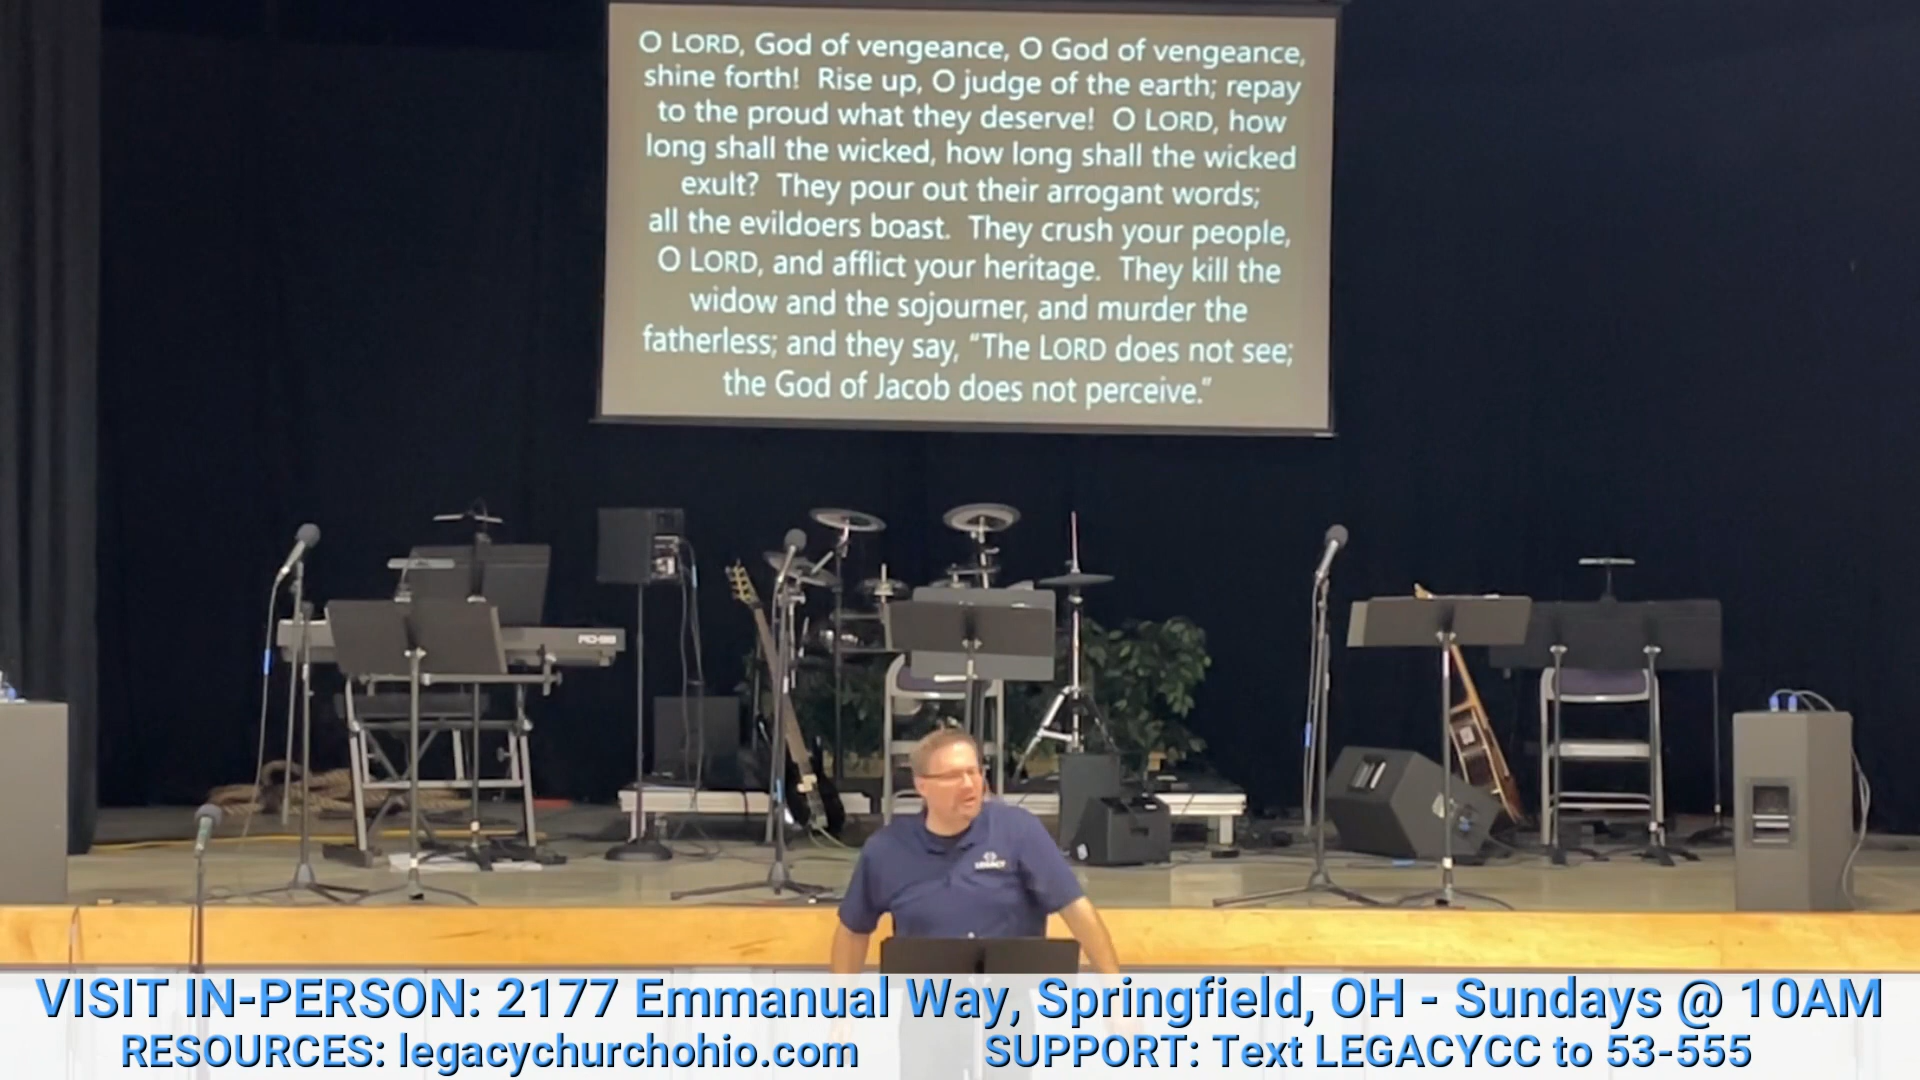 O LORD, God of vengeance, O God of vengeance,
shine forth! Rise up, O judge of the earth; repay
to the proud what they deserve! O LORD, how
long shall the wicked, how long shall the wicked
exult? They pour out their arrogant words;
all the evildoers boast. They crush your people,
O LORD, and afflict your heritage. They kill the
widow and the sojourner, and murder the
fatherless; and they say, “The LORD does not see;
the God of Jacob does not perceive.”
LEGACY
VISIT IN-PERSON: 2177 Emmanual Way, Springfield, OH - Sundays @ 10AM
RESOURCES: legacychurchohio.com
SUPPORT: Text LEGACYCC to 53-555